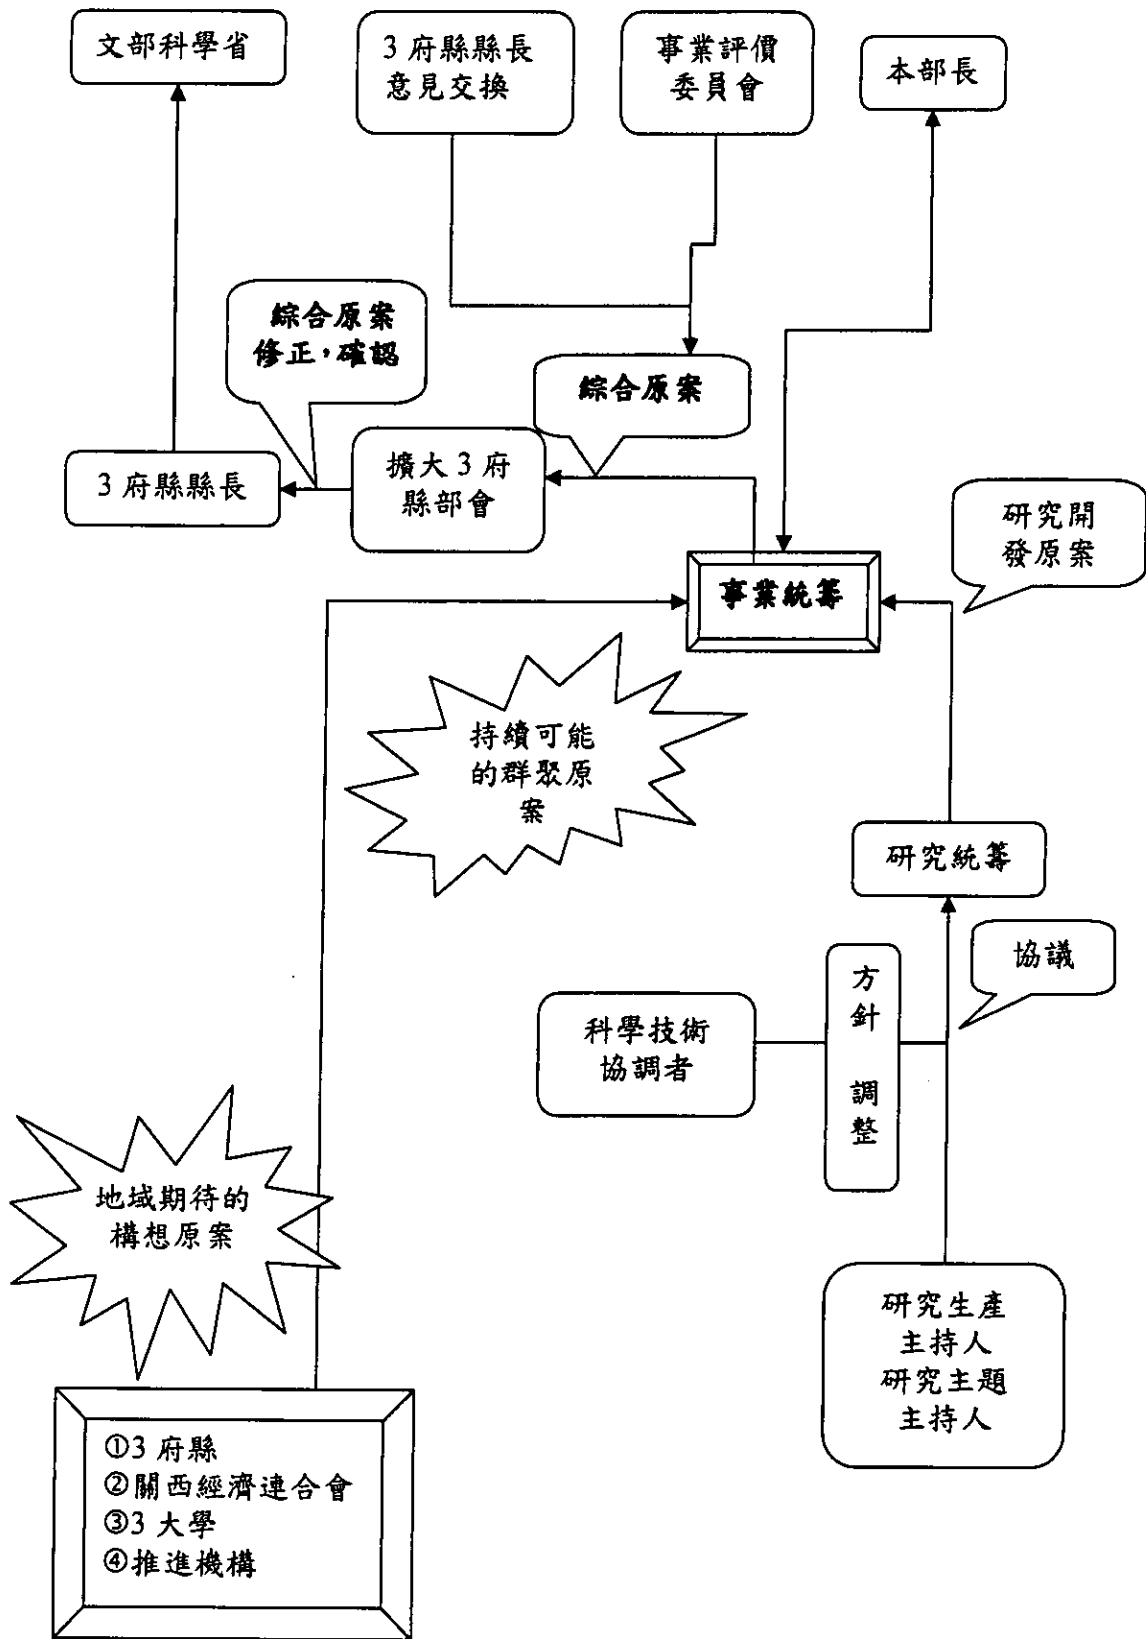 文部科學省
3 府縣縣長
意見交換
事業評價
委員會
本部長
綜合原案
修正，確認
綜合原案
3 府縣縣長
擴大 3 府
縣部會
研究開
發原案
事業統籌
持續可能
的群聚原
案
研究統籌
協議
方
針
調
整
科學技術
協調者
地域期待的
構想原案
研究生產
主持人
研究主題
主持人
①3 府縣
②關西經濟連合會
③3 大學
④推進機構